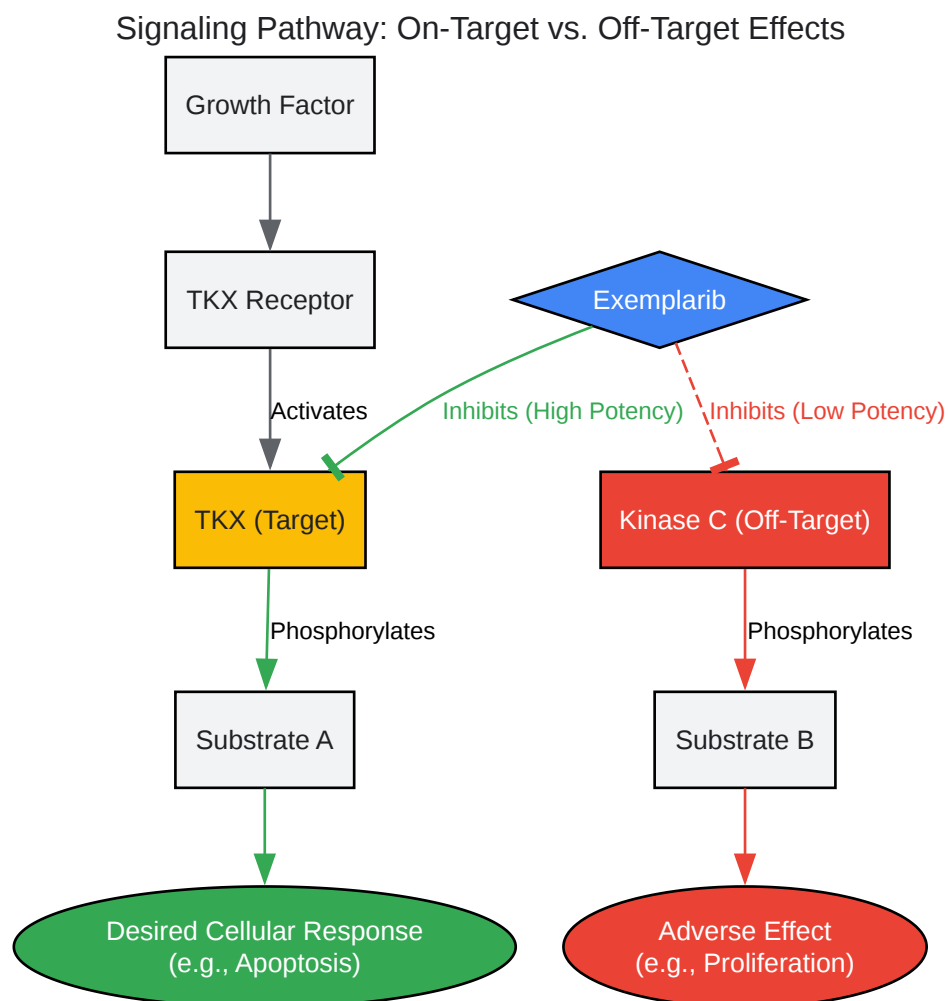 Signaling Pathway: On-Target vs. Off-Target Effects
Growth Factor
TKX Receptor
Exemplarib
Activates
Inhibits (High Potency)
Inhibits (Low Potency)
TKX (Target)
Kinase C (Off-Target)
Phosphorylates
Phosphorylates
Substrate A
Substrate B
Desired Cellular Response
(e.g., Apoptosis)
Adverse Effect
(e.g., Proliferation)